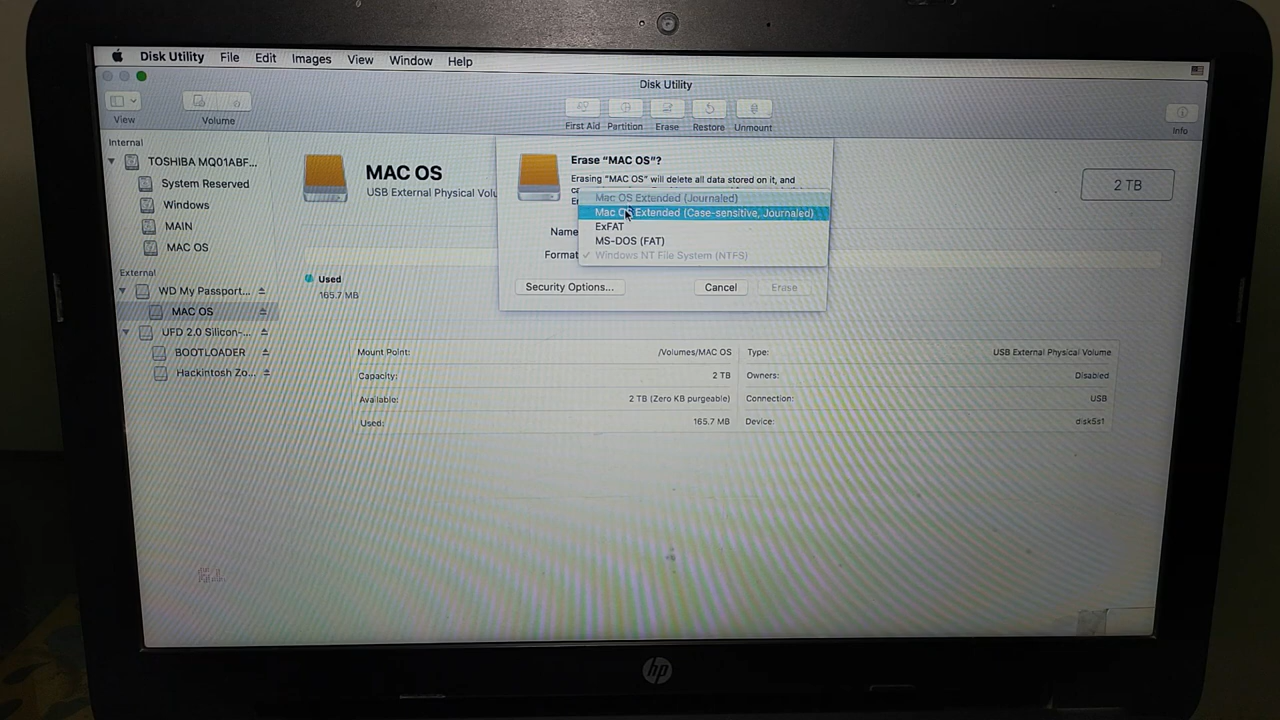 Disk Utility File Edit Images View Window Help
Disk Utility
View Volume First Aid Partition Erase Restore Unmount Info
Internal
TOSHIBA MQ01ABF...
System Reserved
Windows
MAIN
MAC OS
External
WD My Passport...
MAC OS
UFD 2.0 Silicon-...
BOOTLOADER
Hackintosh Zo...
MAC OS
USB External Physical Volu
2 TB
Used
165.7 MB
Erase “MAC OS”?
Erasing “MAC OS” will delete all data stored on it, and
Mac OS Extended (Journaled)
Mac OS Extended (Case-sensitive, Journaled)
ExFAT
MS-DOS (FAT)
✓ Windows NT File System (NTFS)
Name
Format
Security Options... Cancel Erase
Mount Point: /Volumes/MAC OS Type: USB External Physical Volume
Capacity: 2 TB Owners: Disabled
Available: 2 TB (Zero KB purgeable) Connection: USB
Used: 165.7 MB Device: disk5s1
hp